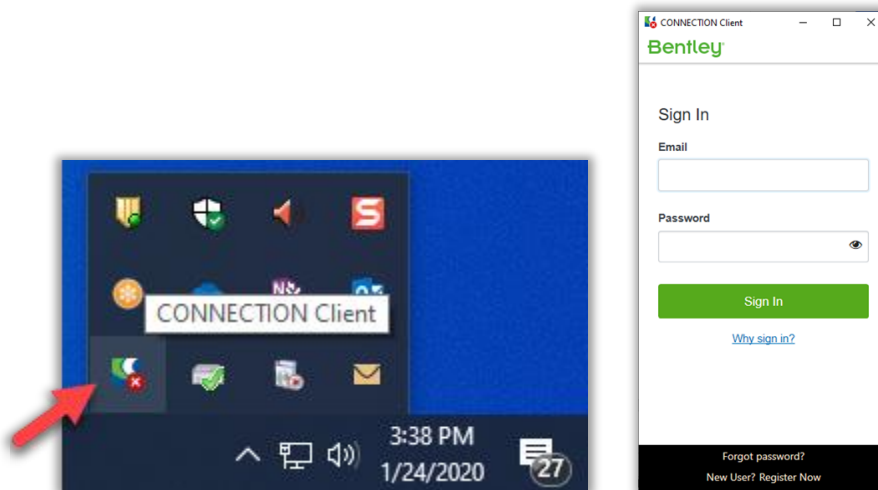 CONNECTION Client
3:38 PM
1/24/2020
27
CONNECTION Client
Bentley
Sign In
Email
Password
Sign In
Why sign in?
Forgot password?
New User? Register Now